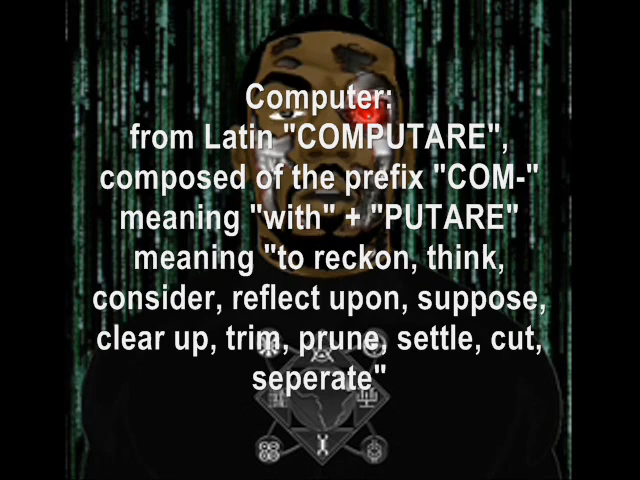 Computer:
from Latin "COMPUTARE",
composed of the prefix "COM-"
meaning "with" + "PUTARE"
meaning "to reckon, think,
consider, reflect upon, suppose,
clear up, trim, prune, settle, cut,
seperate"